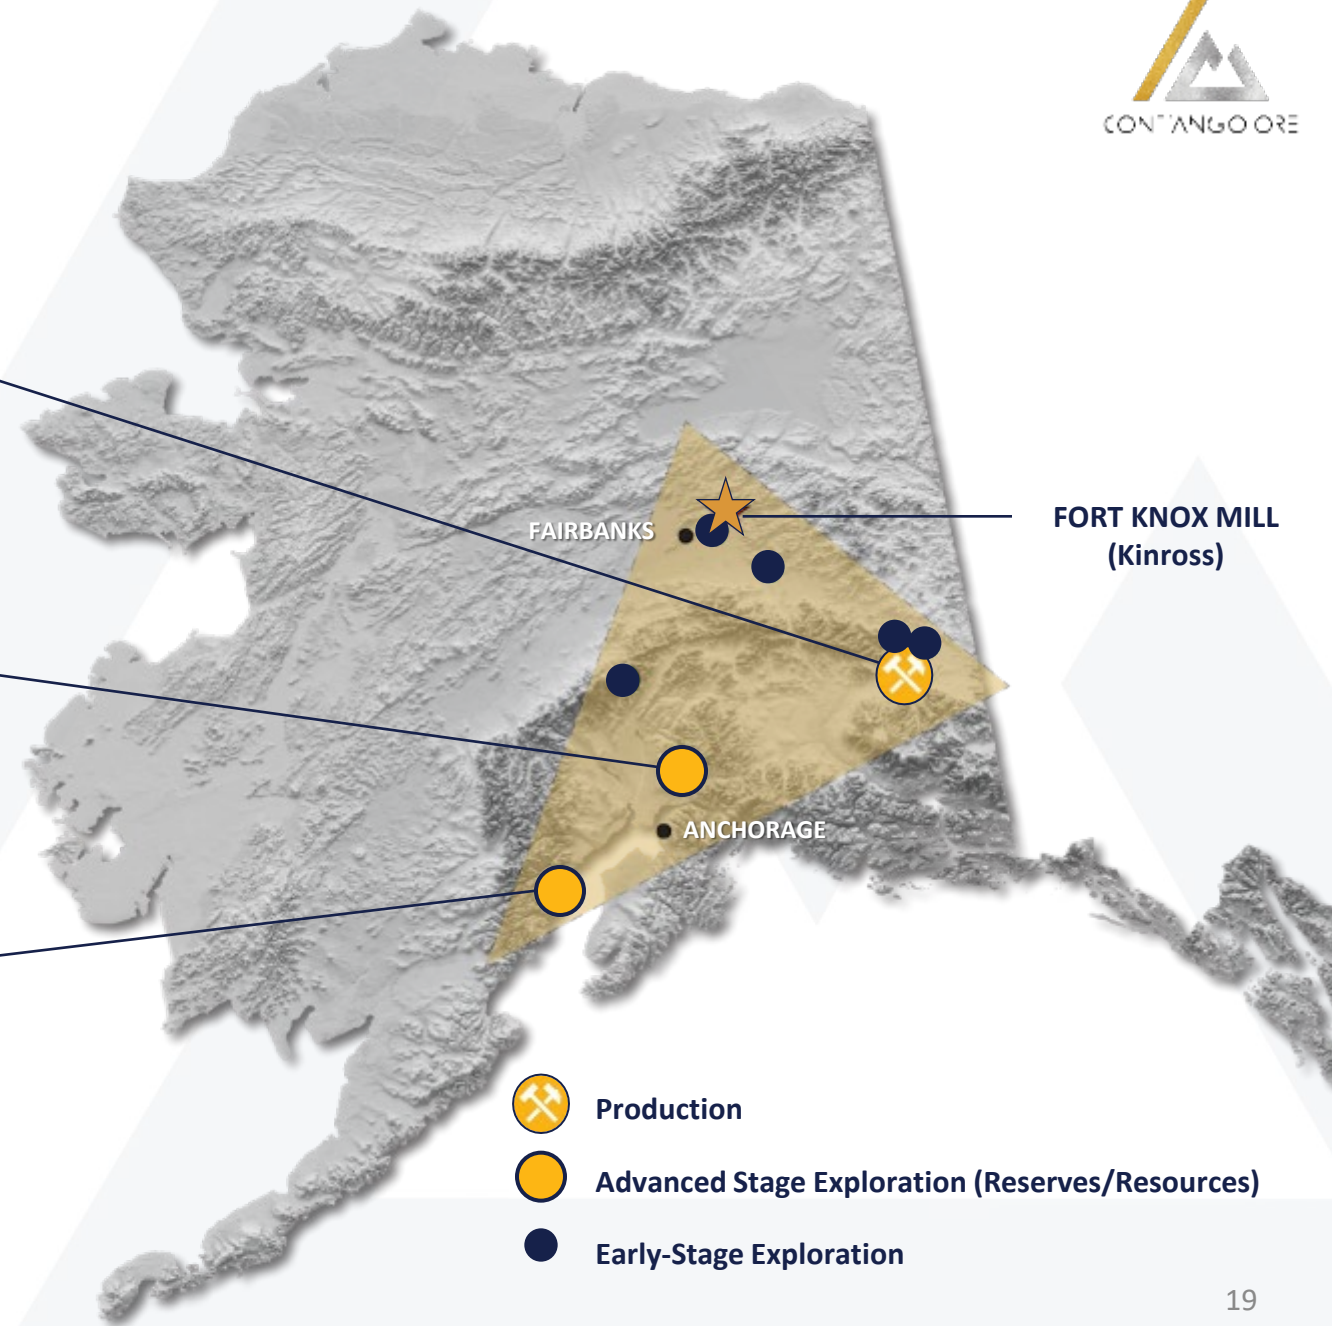 CONTANGO ORE
FAIRBANKS
FORT KNOX MILL
(Kinross)
ANCHORAGE
Production
Advanced Stage Exploration (Reserves/Resources)
Early-Stage Exploration
19